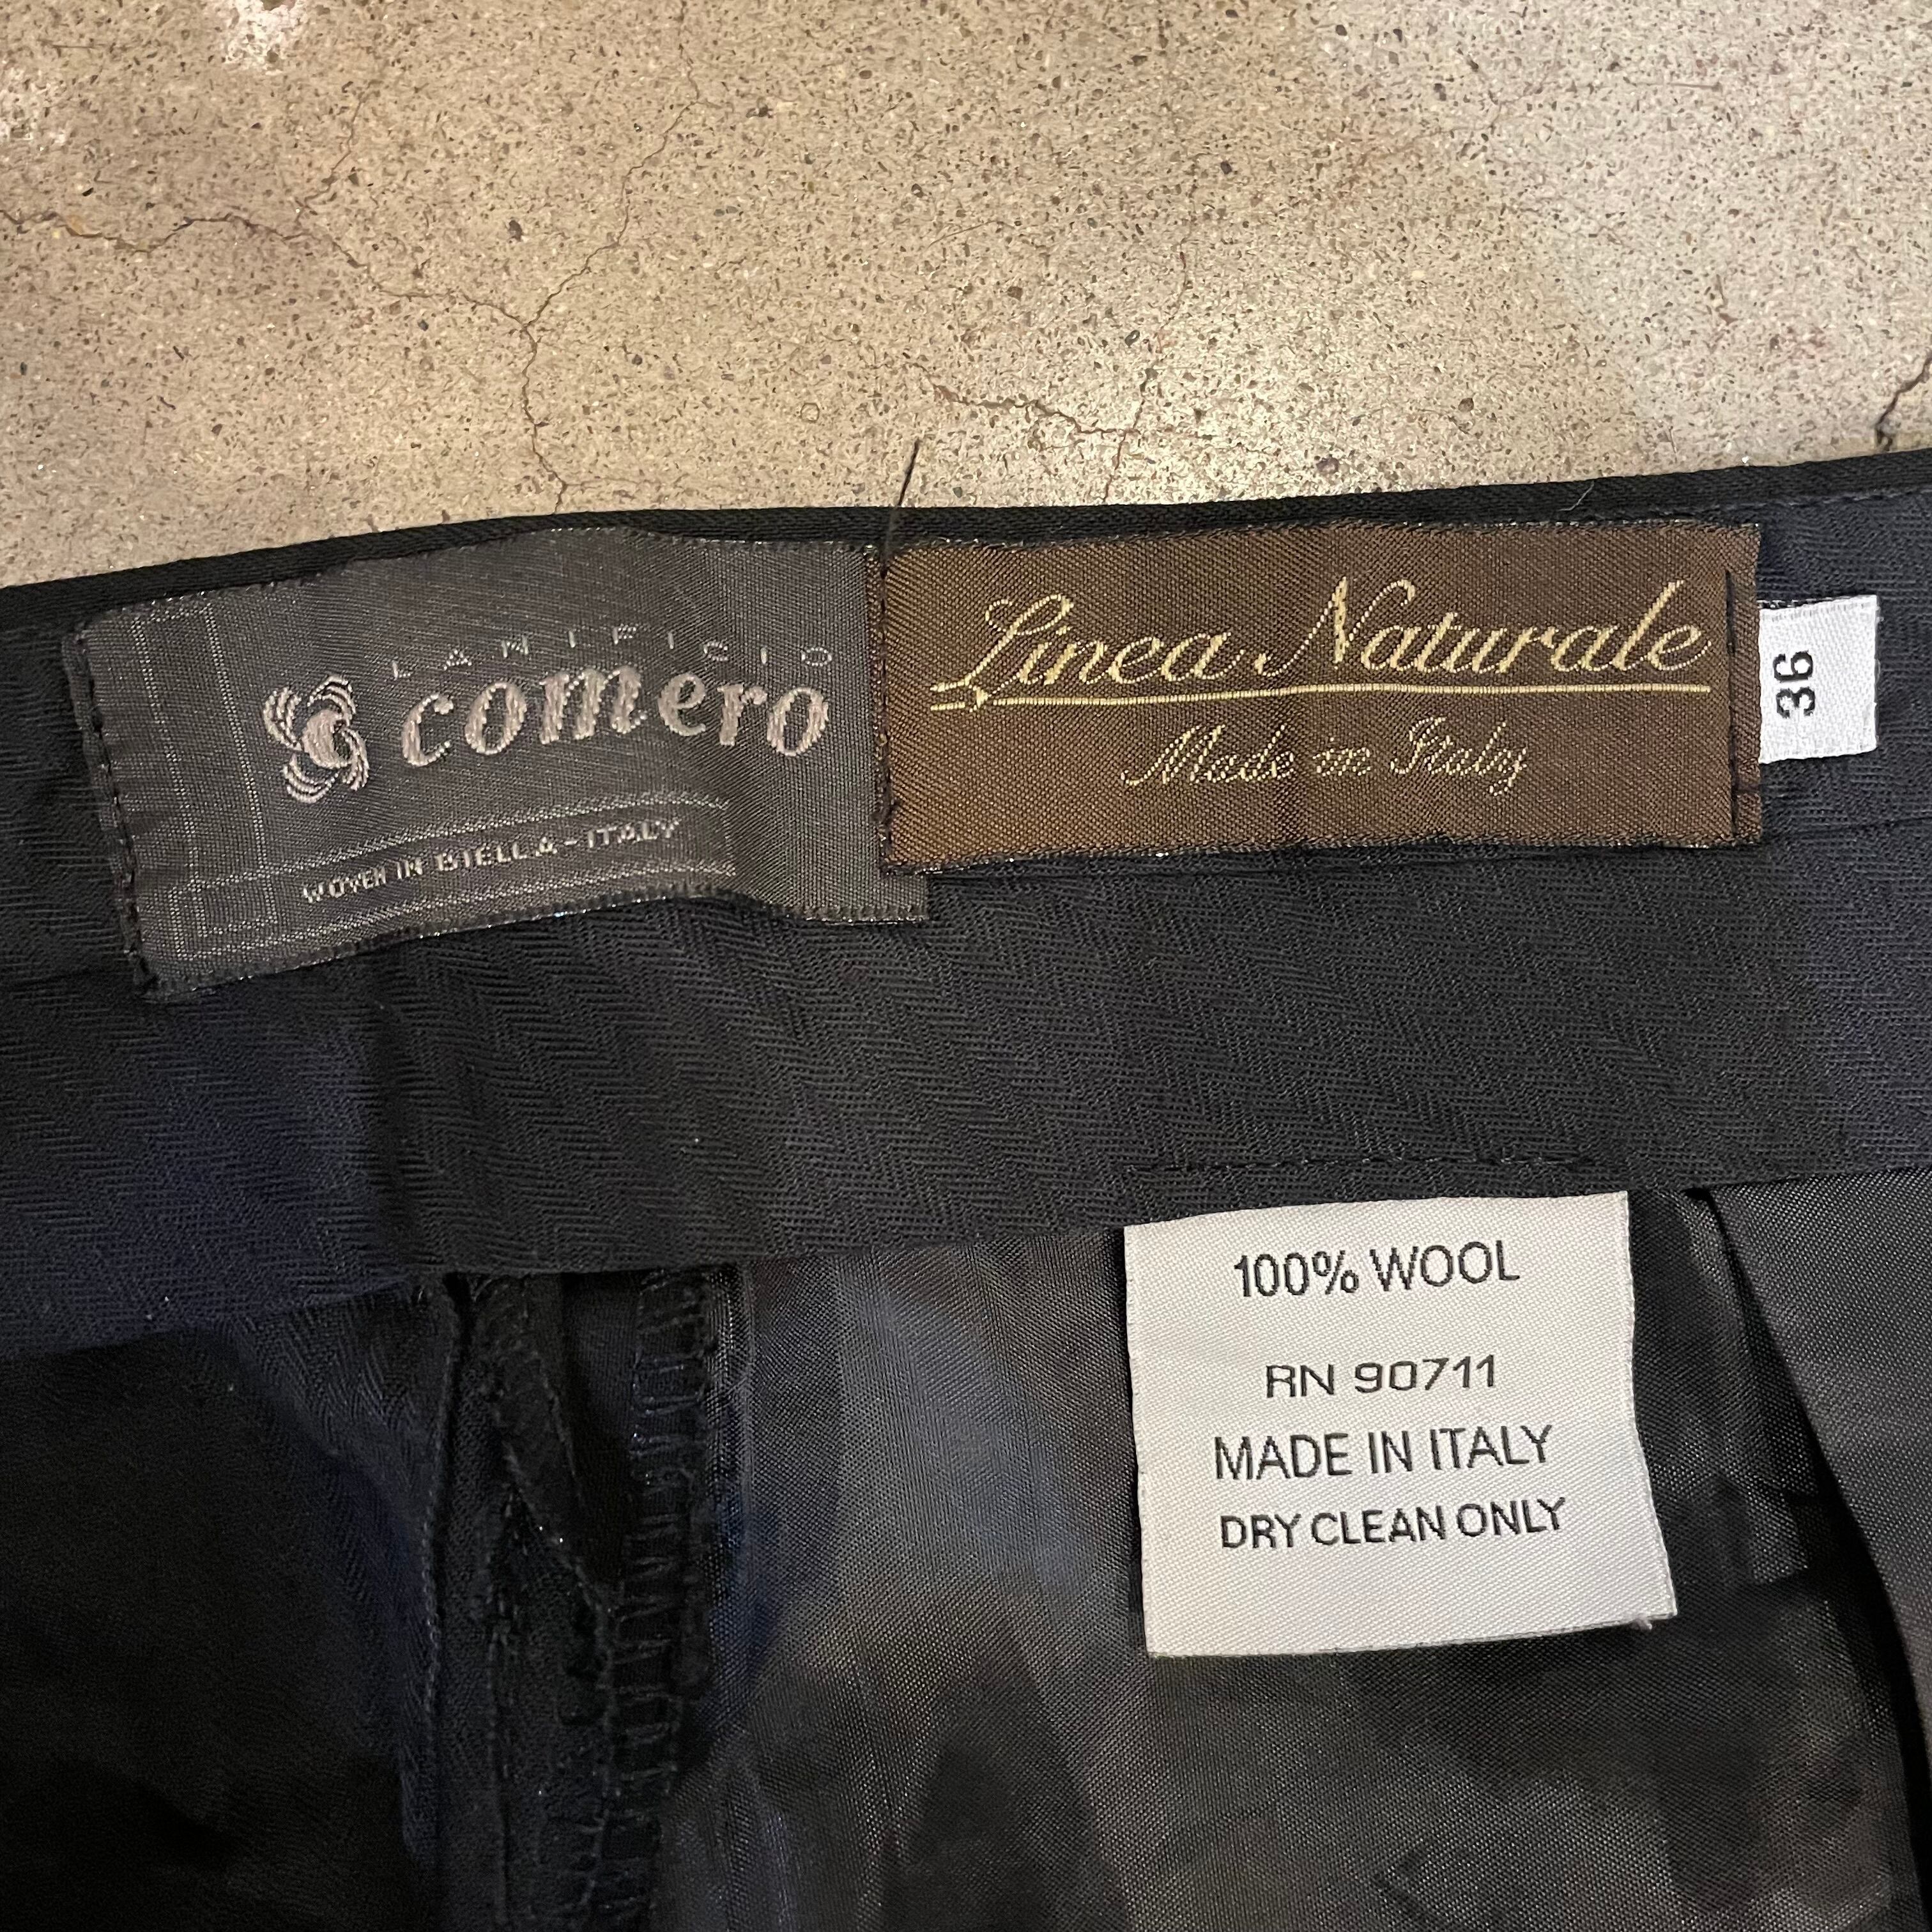 LANIFICIO
comero
WOVEN IN BIELLA-ITALY
Linea Naturale
Made in Italy
36
100% WOOL
RN 90711
MADE IN ITALY
DRY CLEAN ONLY